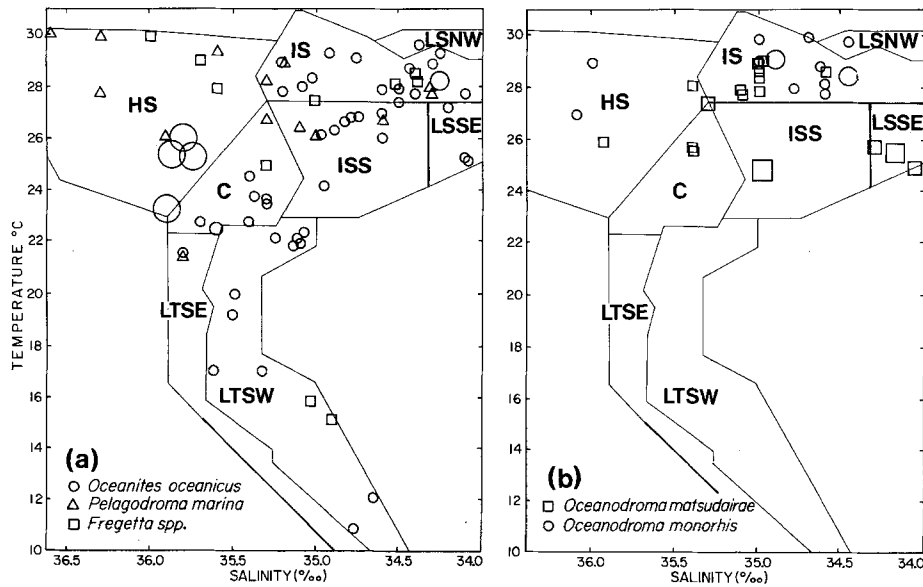 30
28
26
24
22
20
18
16
14
12
10
TEMPERATURE °C
36.5
36.0
35.5
35.0
34.5
34.0
SALINITY (‰)
HS
IS
LSNW
LSSE
ISS
C
LTSE
LTSW
(a)
Oceanites oceanicus
Pelagodroma marina
Fregetta spp.
30
28
26
24
22
20
18
16
14
12
10
36.0
35.5
35.0
34.5
34.0
SALINITY (‰)
HS
IS
LSNW
LSSE
ISS
C
LTSE
LTSW
(b)
Oceanodroma matsudairae
Oceanodroma monorhis